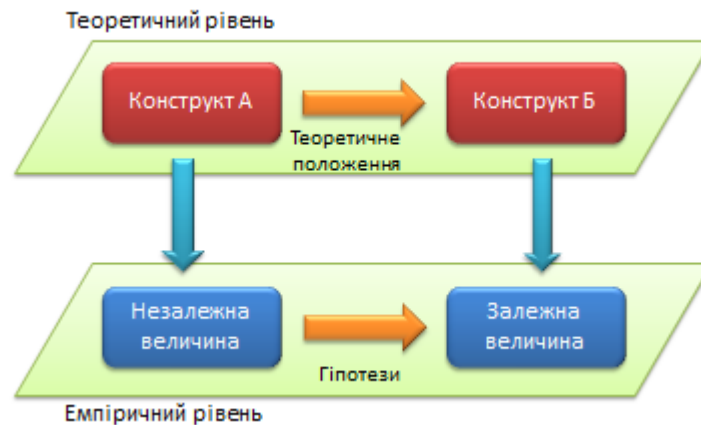 Теоретичний рівень
Конструкт А
Конструкт Б
Теоретичне
положення
Незалежна
величина
Залежна
величина
Гіпотези
Емпіричний рівень